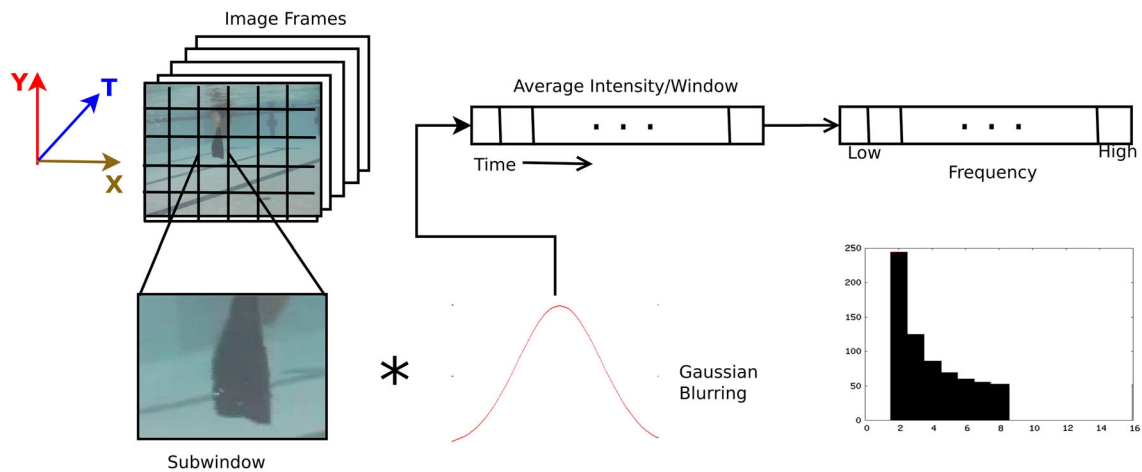 Image Frames
Y
T
X
Average Intensity/Window
. . .
. . .
Time
Low
High
Frequency
*
Gaussian
Blurring
Subwindow
250
200
150
100
50
0
0 2 4 6 8 10 12 14 16